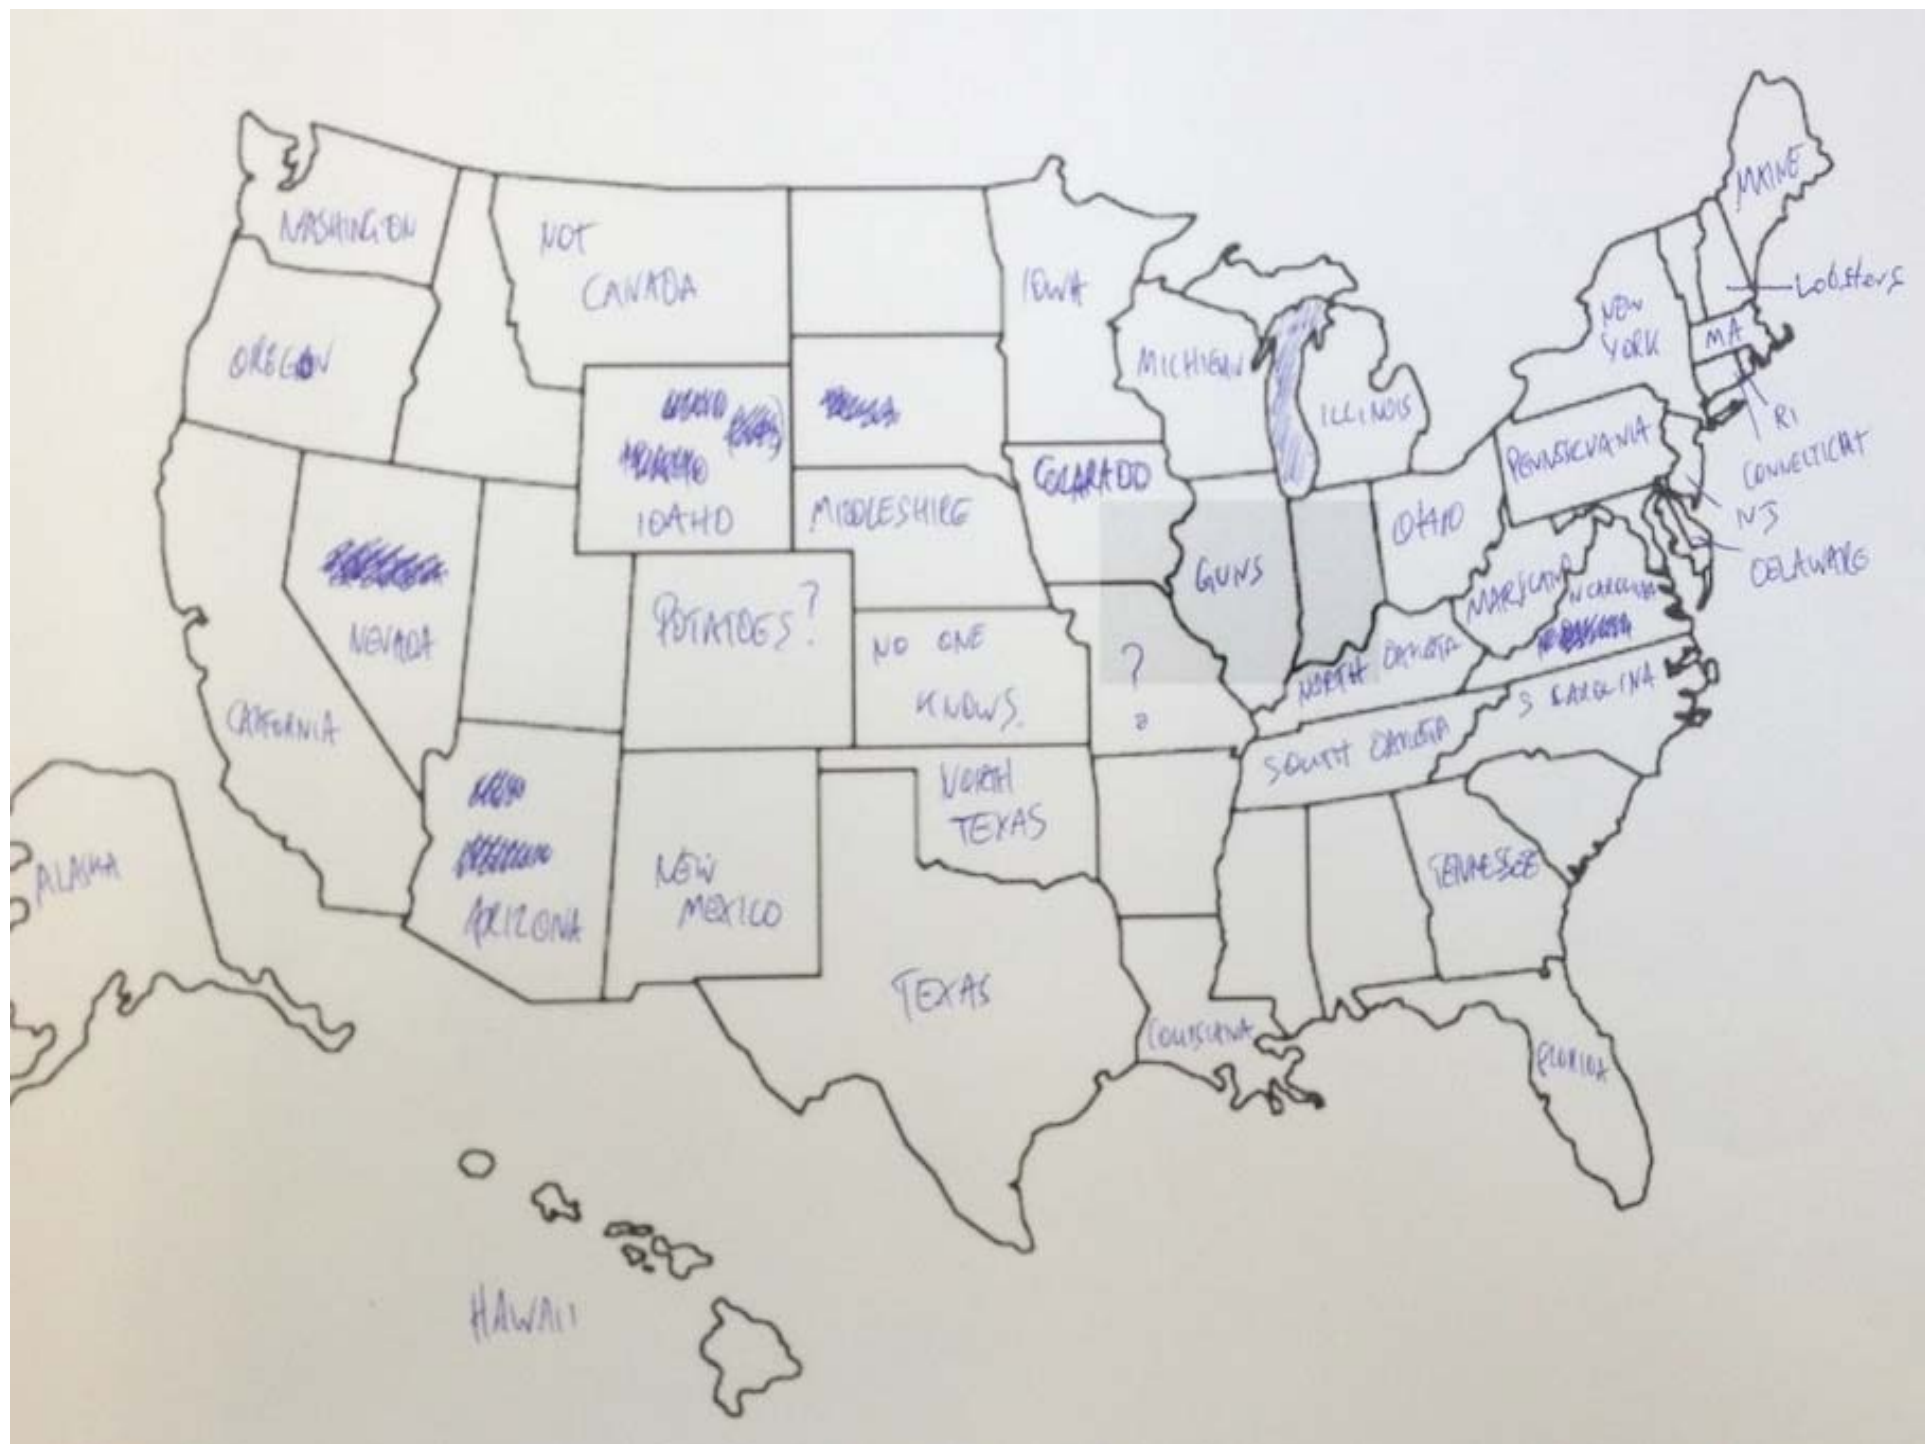 MAINE
WASHINGTON
NOT
CANADA
IOWA
Lobsters
NEW
YORK
MA
OREGON
MICHIGAN
ILLINOIS
RI
PENNSYLVANIA
CONNECTICUT
COLARADO
IDAHO
MIDDLESHIRE
OHIO
NJ
GUNS
DELAWARE
MARYLAND
N CAROLINA
NEVADA
POTATOES?
NO ONE
KNOWS.
?
?
NORTH DAKOTA
S CAROLINA
CALIFORNIA
SOUTH DAKOTA
NORTH
TEXAS
ALASKA
ARIZONA
NEW
MEXICO
TENNESSEE
TEXAS
LOUISIANA
FLORIDA
HAWAII